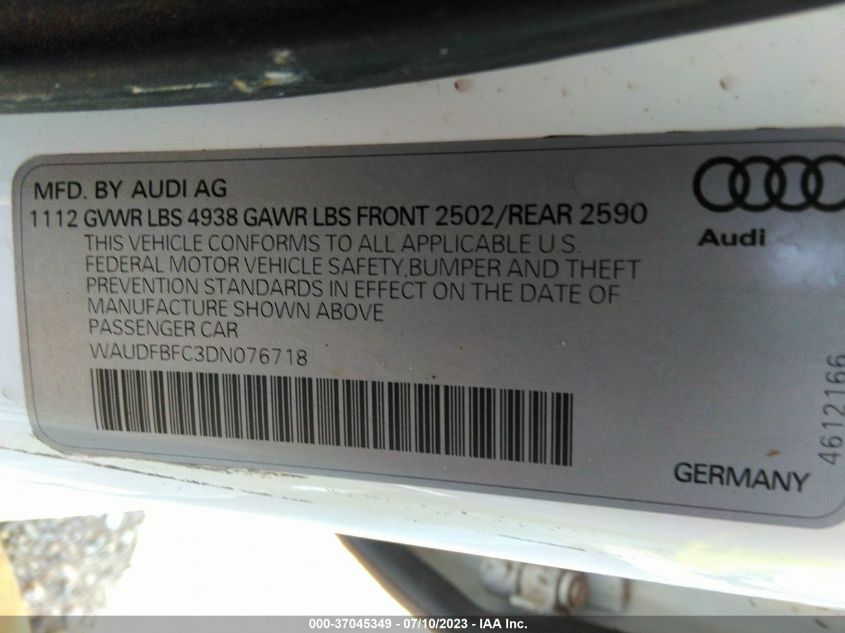 MFD. BY AUDI AG
1112 GVWR LBS 4938 GAWR LBS FRONT 2502/REAR 2590
THIS VEHICLE CONFORMS TO ALL APPLICABLE U.S.
FEDERAL MOTOR VEHICLE SAFETY,BUMPER AND THEFT
PREVENTION STANDARDS IN EFFECT ON THE DATE OF
MANUFACTURE SHOWN ABOVE
PASSENGER CAR
WAUDFBFC3DN076718
Audi
4612166
GERMANY
000-37045349 - 07/10/2023 - IAA Inc.